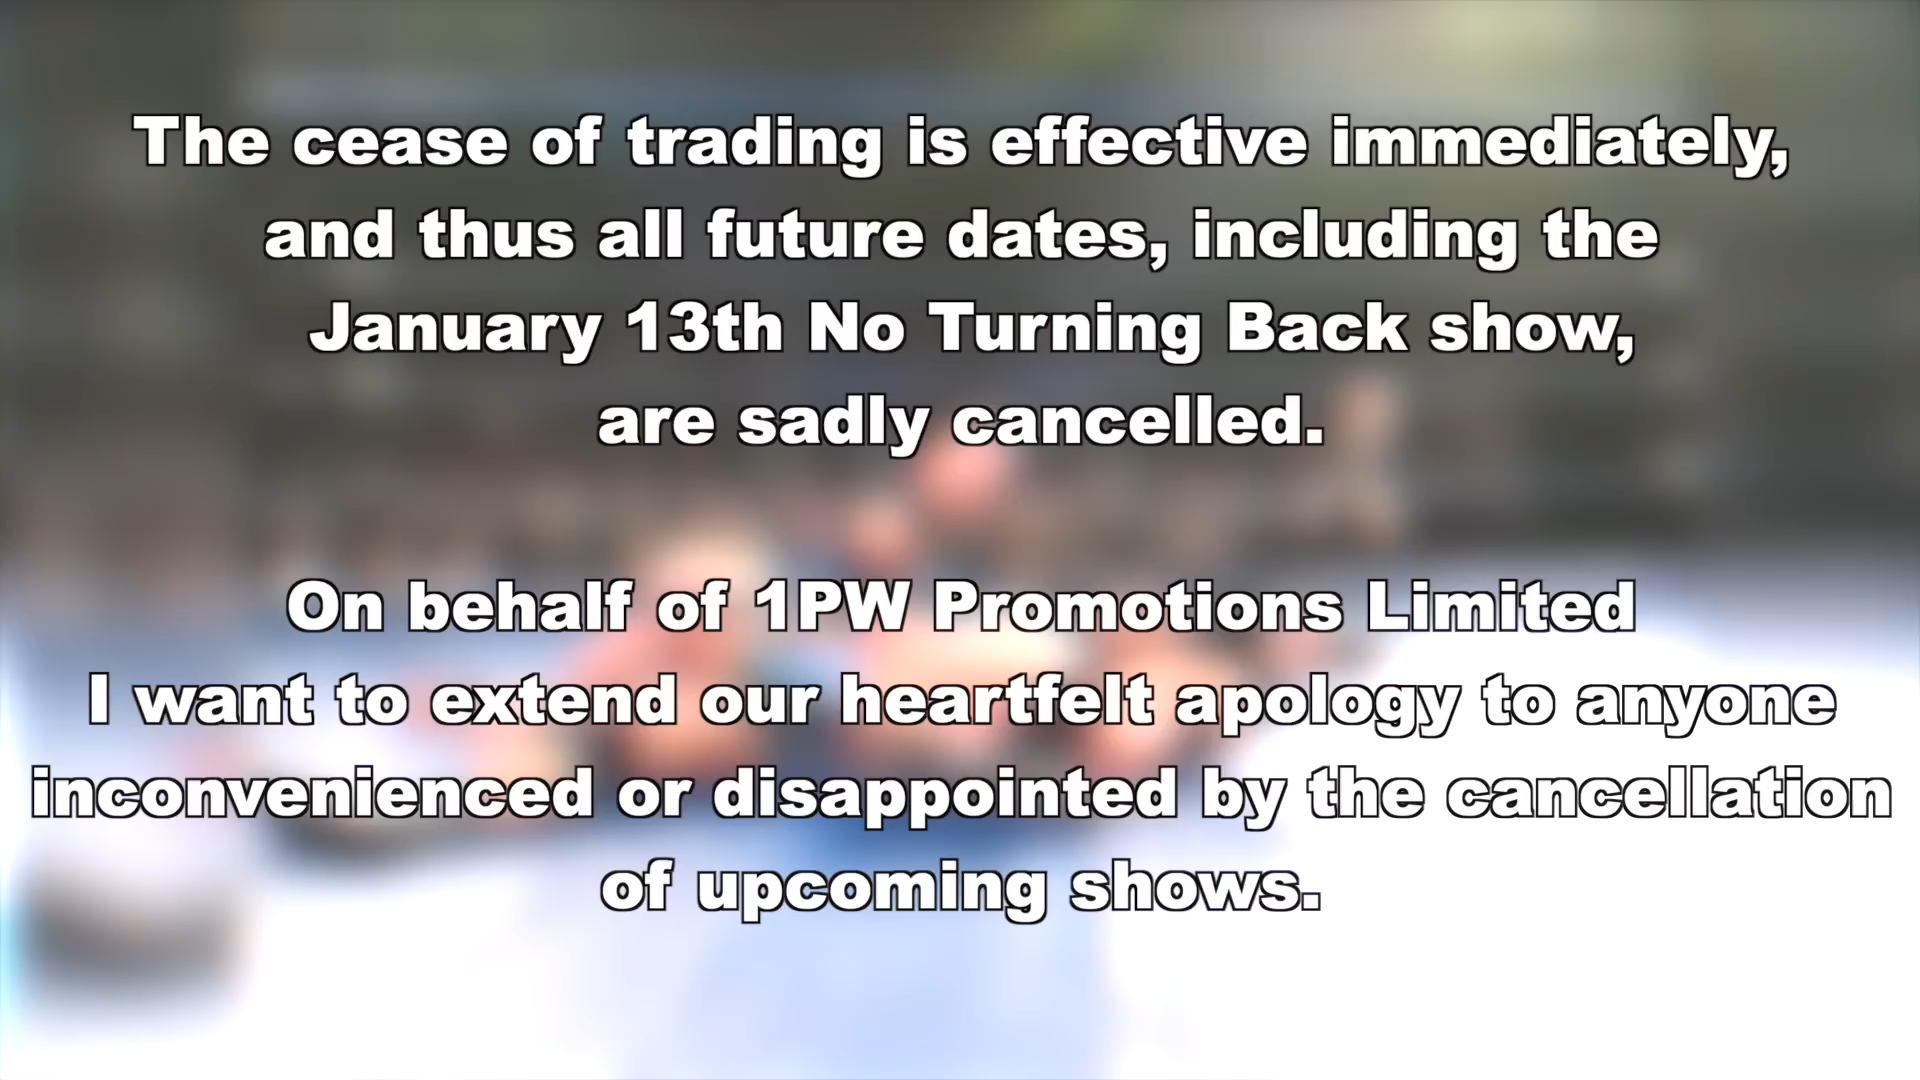 The cease of trading is effective immediately,
and thus all future dates, including the
January 13th No Turning Back show,
are sadly cancelled.
On behalf of 1PW Promotions Limited
I want to extend our heartfelt apology to anyone
inconvenienced or disappointed by the cancellation
of upcoming shows.